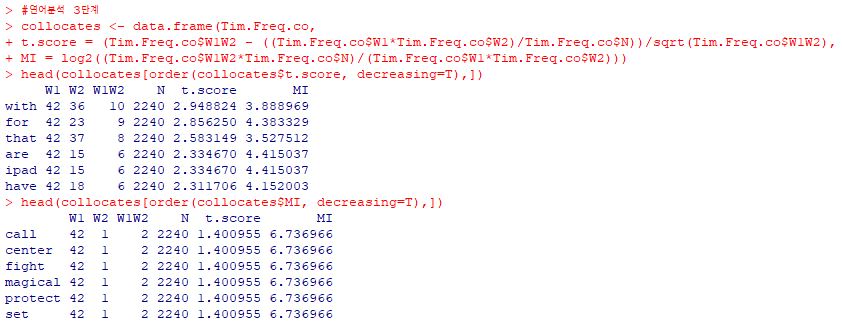 > #연어분석 3단계
> collocates <- data.frame(Tim.Freq.co,
+ t.score = (Tim.Freq.co$W1W2 - ((Tim.Freq.co$W1*Tim.Freq.co$W2)/Tim.Freq.co$N))/sqrt(Tim.Freq.co$W1W2),
+ MI = log2((Tim.Freq.co$W1W2*Tim.Freq.co$N)/(Tim.Freq.co$W1*Tim.Freq.co$W2)))
> head(collocates[order(collocates$t.score, decreasing=T),])
W1 W2 W1W2 N t.score MI
with 42 36 10 2240 2.948824 3.888969
for 42 23 9 2240 2.856250 4.383329
that 42 37 8 2240 2.583149 3.527512
are 42 15 6 2240 2.334670 4.415037
ipad 42 15 6 2240 2.334670 4.415037
have 42 18 6 2240 2.311706 4.152003
> head(collocates[order(collocates$MI, decreasing=T),])
W1 W2 W1W2 N t.score MI
call 42 1 2 2240 1.400955 6.736966
center 42 1 2 2240 1.400955 6.736966
fight 42 1 2 2240 1.400955 6.736966
magical 42 1 2 2240 1.400955 6.736966
protect 42 1 2 2240 1.400955 6.736966
set 42 1 2 2240 1.400955 6.736966